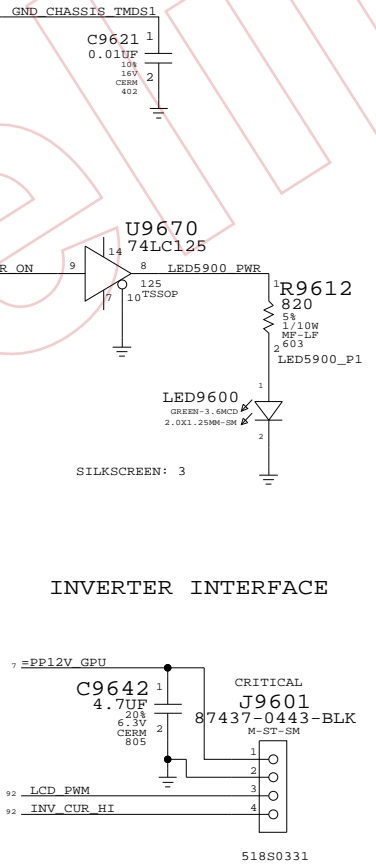 GND_CHASSIS_TMDS1
C9621 1
0.01UF
10%
16V 2
CERM
402
U9670
74LC125
14
R_ON 9 8 LED5900_PWR
125
7 10 TSSOP
1 R9612
820
5%
1/10W
MF-LF
603
2
LED5900_P1
1
LED9600
GREEN-3.6MCD
2.0X1.25MM-SM
2
SILKSCREEN: 3
INVERTER INTERFACE
7 =PP12V_GPU
CRITICAL
C9642 1
4.7UF
20%
6.3V 2
CERM
805
J9601
87437-0443-BLK
M-ST-SM
1
2
92 LCD_PWM 3
92 INV_CUR_HI 4
518S0331